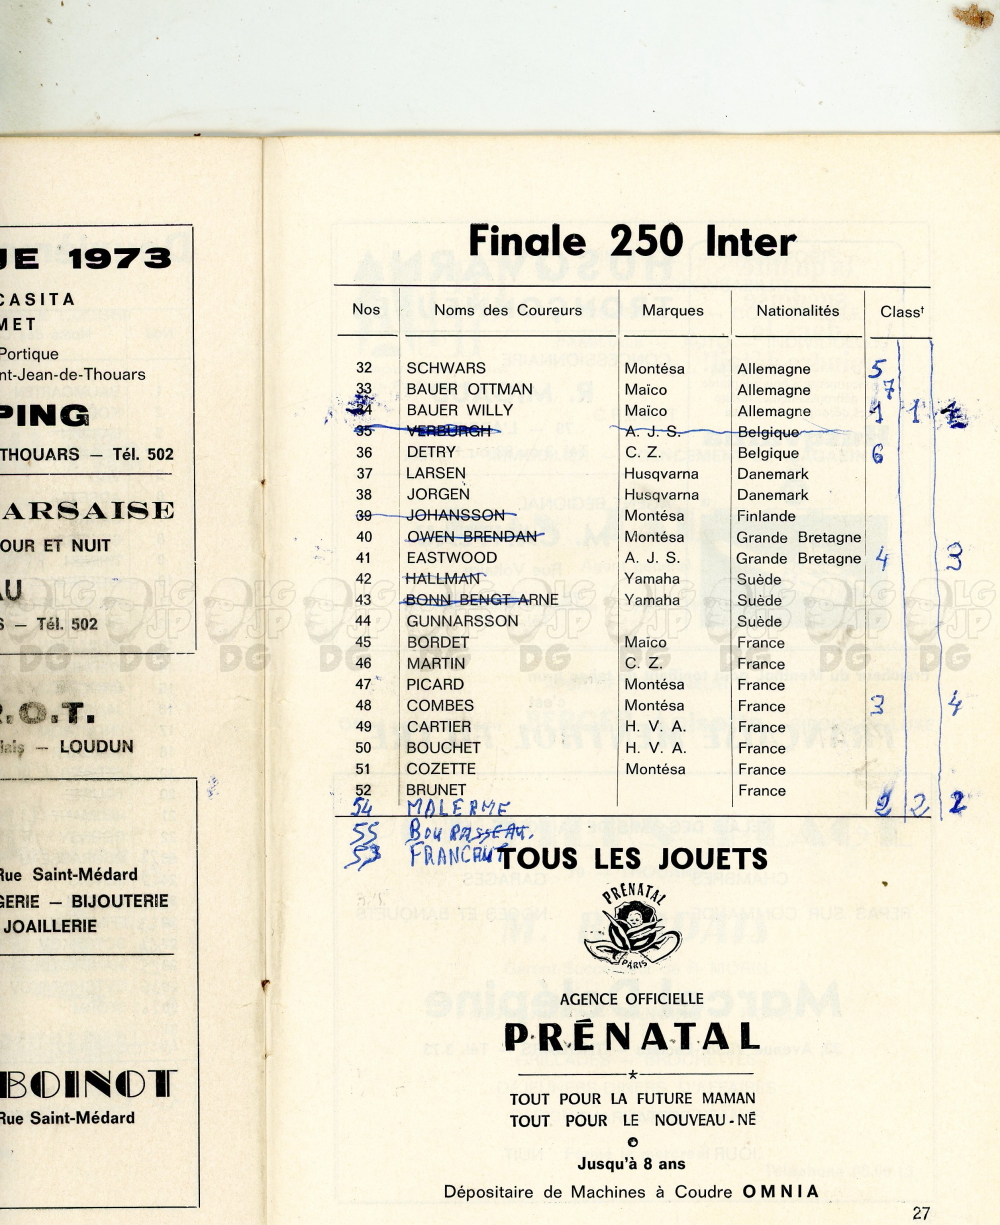 UE 1973
CASITA
MET
Portique
nt-Jean-de-Thouars
PING
THOUARS — Tél. 502
ARSAISE
OUR ET NUIT
AU
S — Tél. 502
R.O.T.
lais — LOUDUN
Rue Saint-Médard
GERIE — BIJOUTERIE
JOAILLERIE
BOINOT
Rue Saint-Médard
Finale 250 Inter
Nos Noms des Coureurs Marques Nationalités Classt
32 SCHWARS Montésa Allemagne 5
33 BAUER OTTMAN Maïco Allemagne 7
34 BAUER WILLY Maïco Allemagne 1 1 1
35 VERBURGH A. J. S. Belgique
36 DETRY C. Z. Belgique 6
37 LARSEN Husqvarna Danemark
38 JORGEN Husqvarna Danemark
39 JOHANSSON Montésa Finlande
40 OWEN BRENDAN Montésa Grande Bretagne
41 EASTWOOD A. J. S. Grande Bretagne 4 3
42 HALLMAN Yamaha Suède
43 BONN BENGT ARNE Yamaha Suède
44 GUNNARSSON Suède
45 BORDET Maïco France
46 MARTIN C. Z. France
47 PICARD Montésa France
48 COMBES Montésa France 3 4
49 CARTIER H. V. A. France
50 BOUCHET H. V. A. France
51 COZETTE Montésa France
52 BRUNET France 2 2 2
54 MALERME
55
53
TOUS LES JOUETS
PRÉNATAL
PARIS
AGENCE OFFICIELLE
PRÉNATAL
TOUT POUR LA FUTURE MAMAN
TOUT POUR LE NOUVEAU-NÉ
Jusqu'à 8 ans
Dépositaire de Machines à Coudre OMNIA
27
LG JP DG